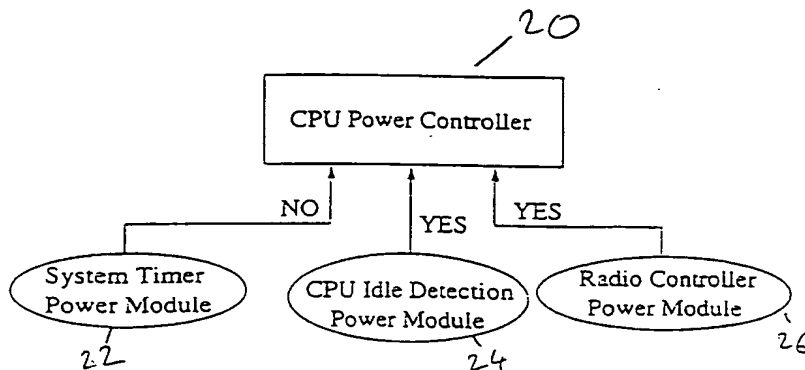 20
CPU Power Controller
NO
YES
YES
System Timer
Power Module
CPU Idle Detection
Power Module
Radio Controller
Power Module
22
24
26